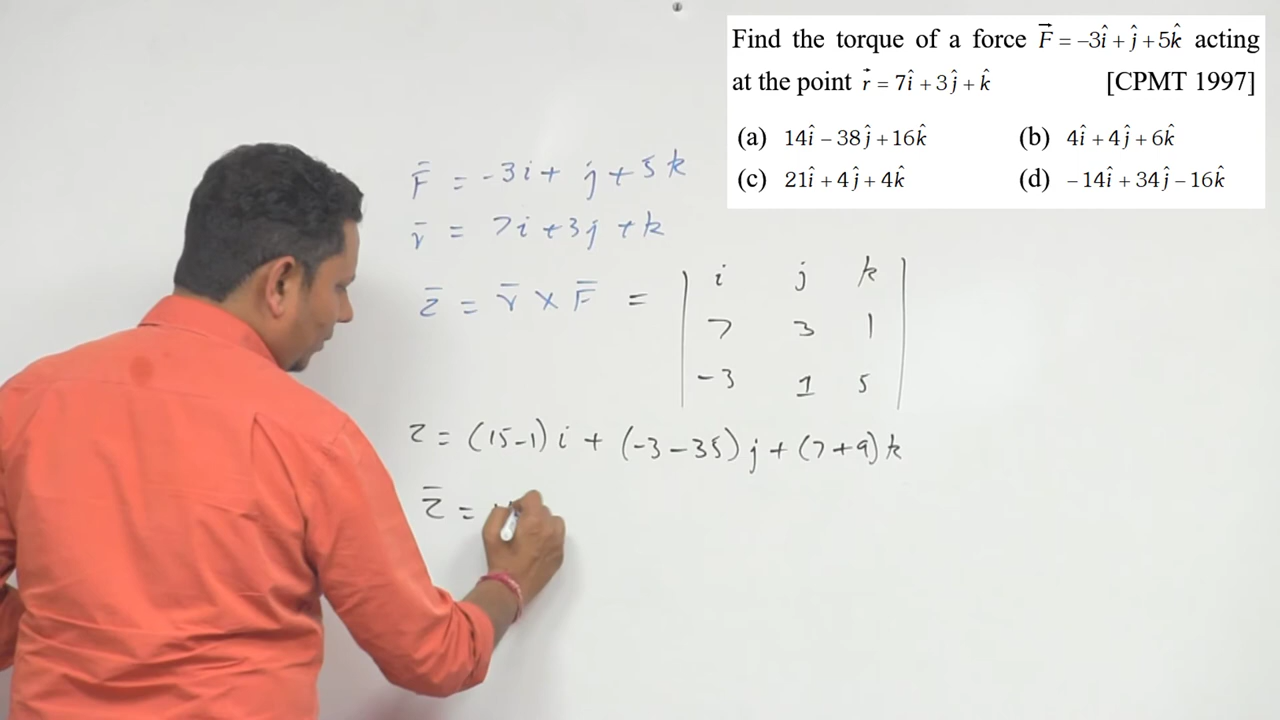 Find the torque of a force F⃗ = −3î + ĵ + 5k̂ acting
at the point r⃗ = 7î + 3ĵ + k̂ [CPMT 1997]
(a) 14î − 38ĵ + 16k̂ (b) 4î + 4ĵ + 6k̂
(c) 21î + 4ĵ + 4k̂ (d) −14î + 34ĵ − 16k̂
F̄ = -3i + j + 5k
r̄ = 7i + 3j + k
τ̄ = r̄ × F̄ = | i j k |
7 3 1
-3 1 5
τ = (15-1)i + (-3-35)j + (7+9)k
τ̄ =